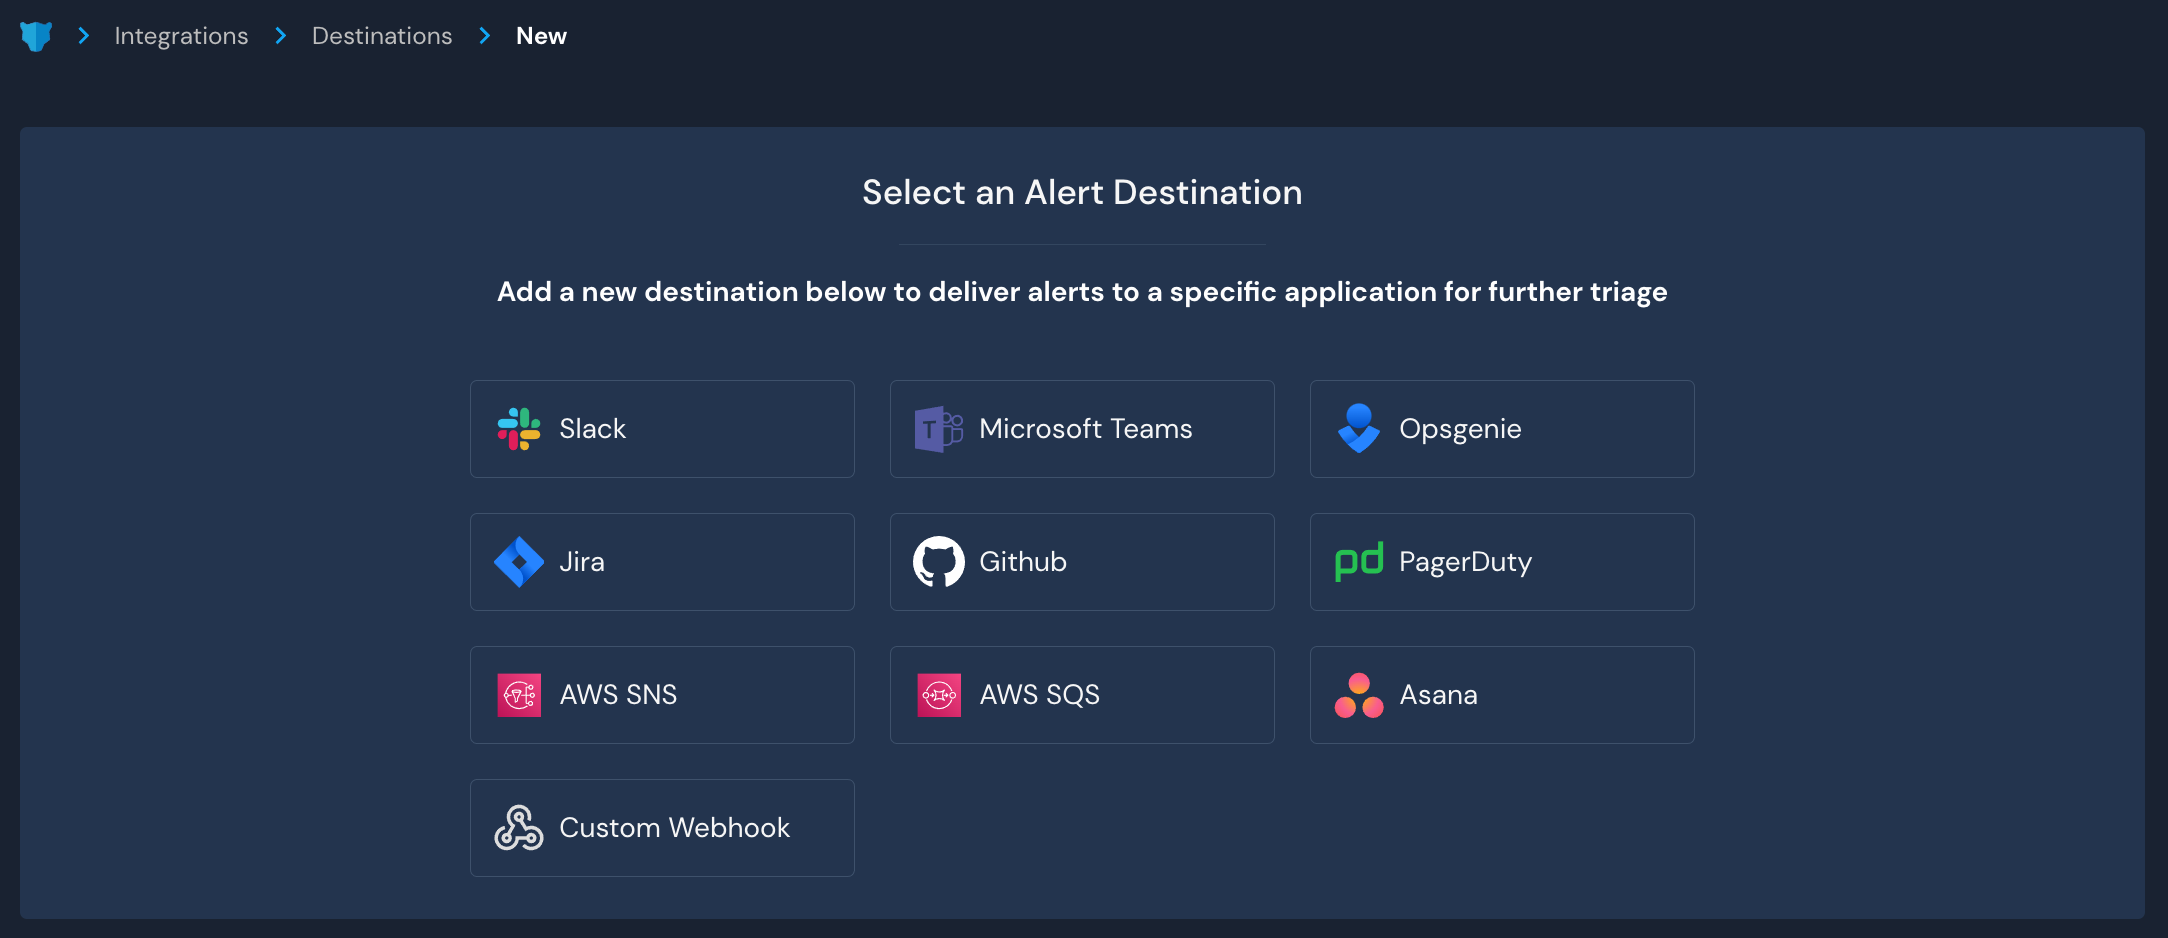 Integrations Destinations New
Select an Alert Destination
Add a new destination below to deliver alerts to a specific application for further triage
Slack
Microsoft Teams
Opsgenie
Jira
Github
PagerDuty
AWS SNS
AWS SQS
Asana
Custom Webhook